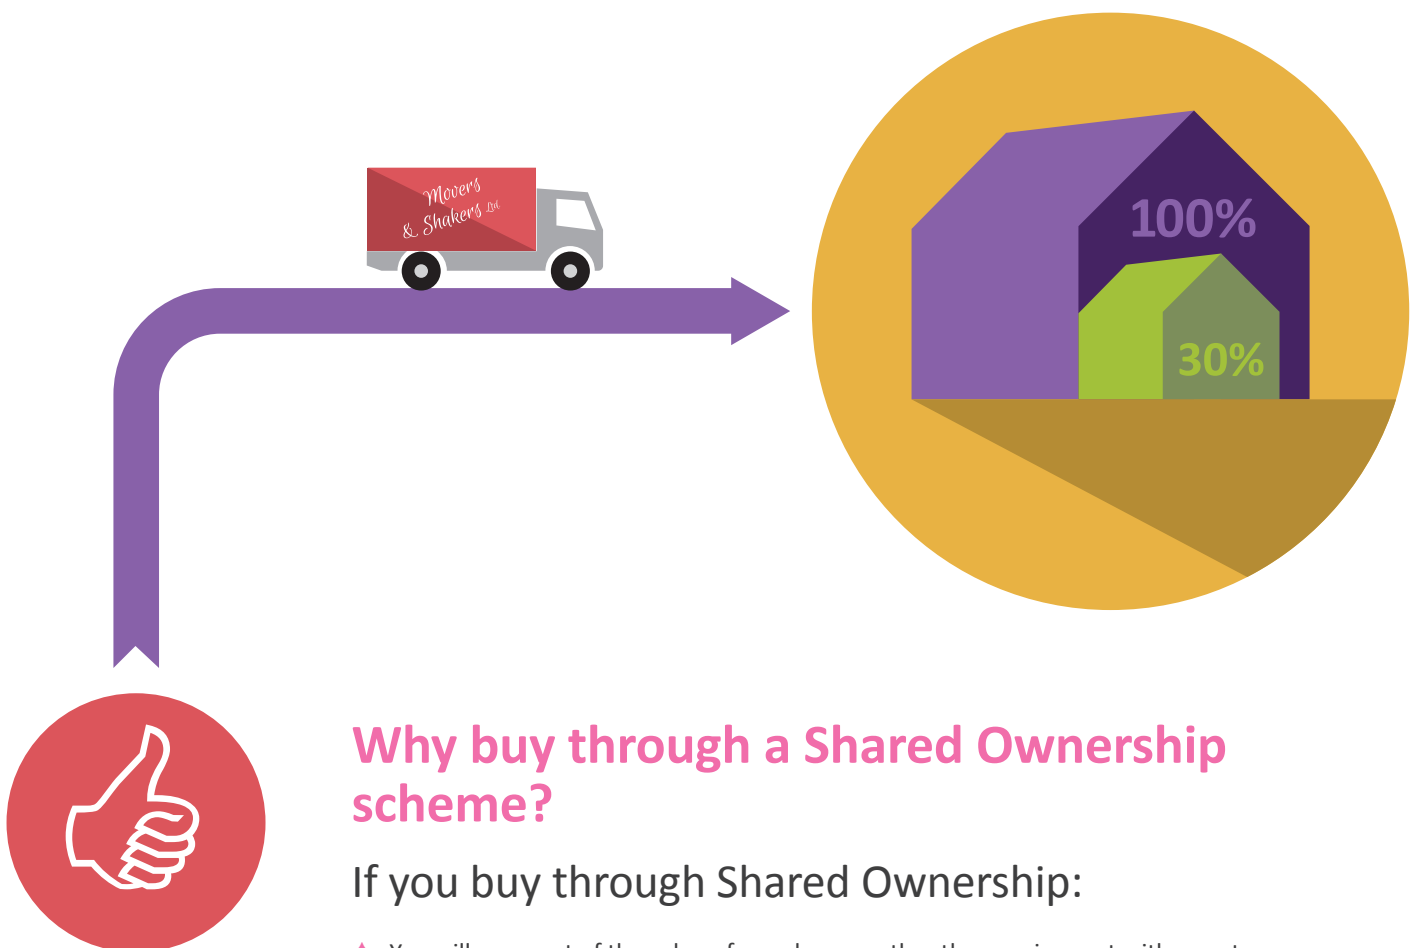 Movers
& Shakers Ltd
100%
30%
Why buy through a Shared Ownership
scheme?
If you buy through Shared Ownership: